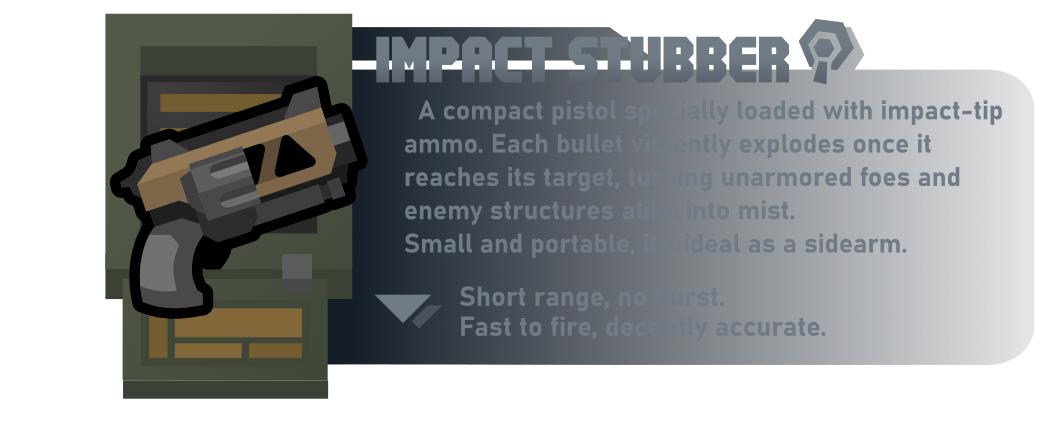 IMPACT STUBBER
A compact pistol specially loaded with impact-tip
ammo. Each bullet violently explodes once it
reaches its target, turning unarmored foes and
enemy structures alike into mist.
Small and portable, it's ideal as a sidearm.
Short range, no burst.
Fast to fire, decently accurate.